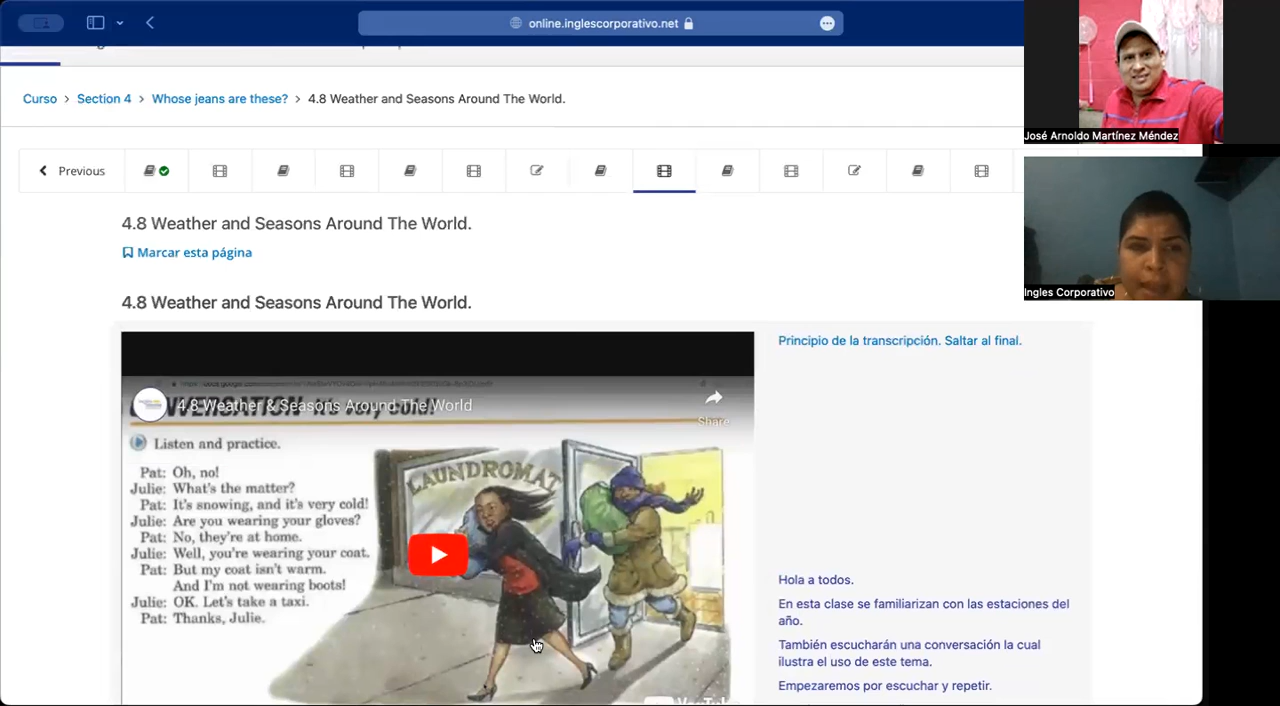 online.inglescorporativo.net
Curso > Section 4 > Whose jeans are these? > 4.8 Weather and Seasons Around The World.
Previous
4.8 Weather and Seasons Around The World.
Marcar esta página
4.8 Weather and Seasons Around The World.
4.8 Weather & Seasons Around The World
Share
Listen and practice.
Pat: Oh, no!
Julie: What's the matter?
Pat: It's snowing, and it's very cold!
Julie: Are you wearing your gloves?
Pat: No, they're at home.
Julie: Well, you're wearing your coat.
Pat: But my coat isn't warm.
And I'm not wearing boots!
Julie: OK. Let's take a taxi.
Pat: Thanks, Julie.
LAUNDROMAT
YouTube
Principio de la transcripción. Saltar al final.
Hola a todos.
En esta clase se familiarizan con las estaciones del
año.
También escucharán una conversación la cual
ilustra el uso de este tema.
Empezaremos por escuchar y repetir.
José Arnoldo Martínez Méndez
Ingles Corporativo